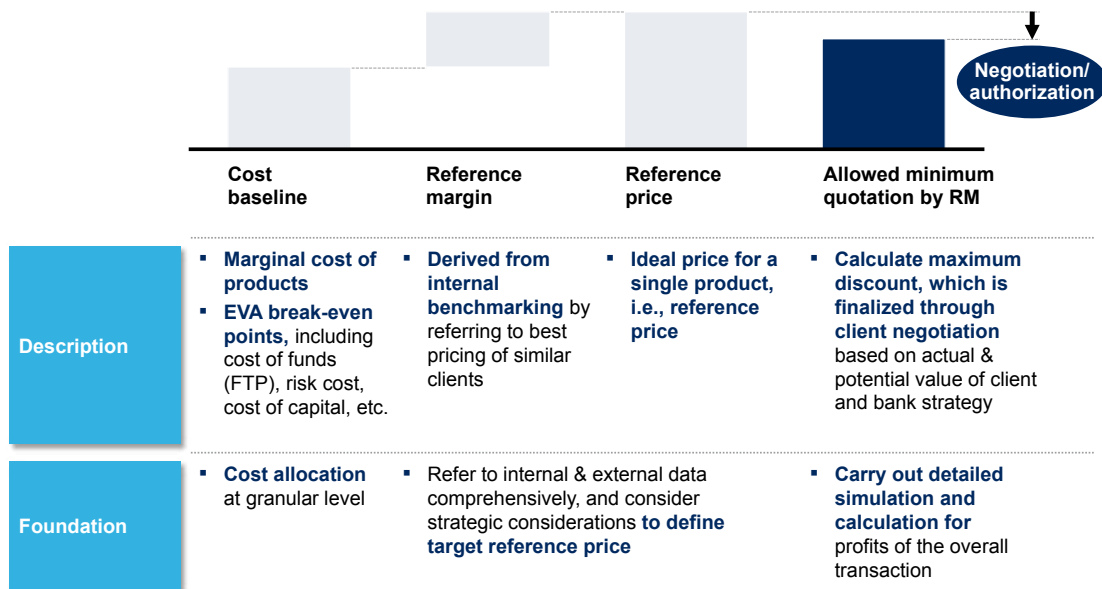 Negotiation/
authorization
Cost
baseline
Reference
margin
Reference
price
Allowed minimum
quotation by RM
Description
▪ Marginal cost of
products
▪ EVA break-even
points, including
cost of funds
(FTP), risk cost,
cost of capital, etc.
▪ Derived from
internal
benchmarking by
referring to best
pricing of similar
clients
▪ Ideal price for a
single product,
i.e., reference
price
▪ Calculate maximum
discount, which is
finalized through
client negotiation
based on actual &
potential value of client
and bank strategy
Foundation
▪ Cost allocation
at granular level
▪ Refer to internal & external data
comprehensively, and consider
strategic considerations to define
target reference price
▪ Carry out detailed
simulation and
calculation for
profits of the overall
transaction